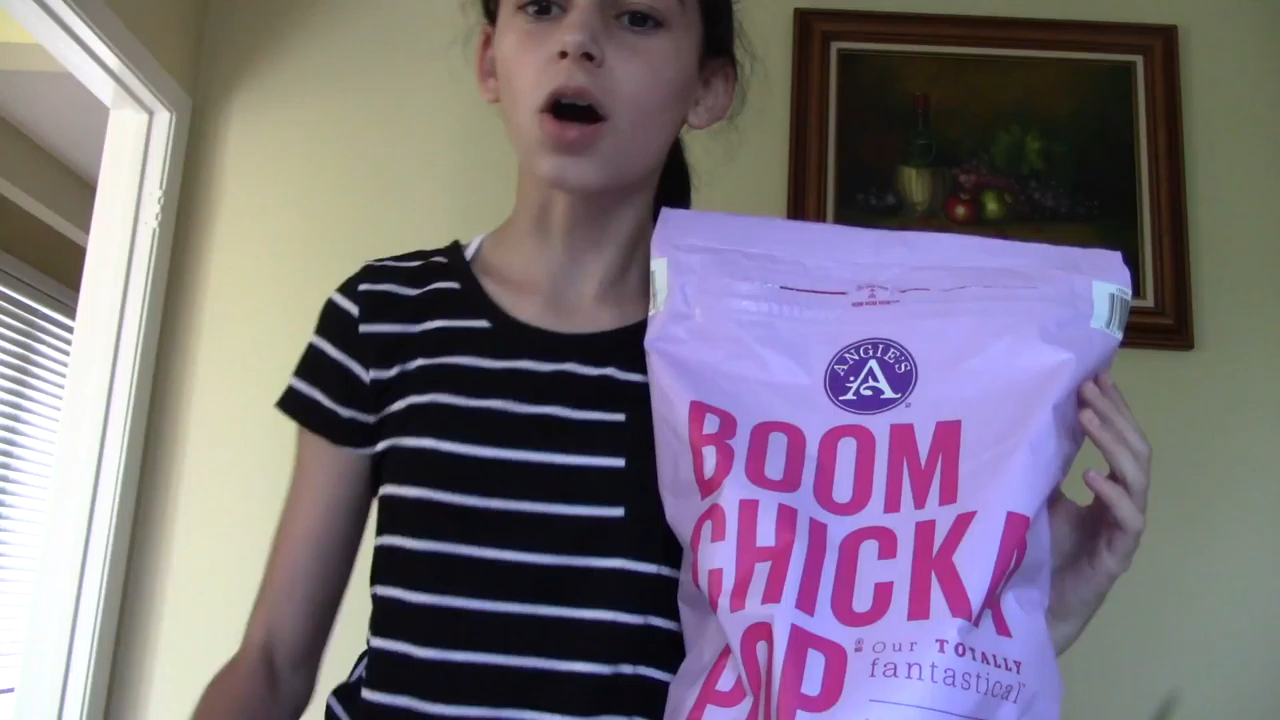 ANGIE'S
A
BOOM
CHICKA
POP
our TOTALLY
fantastical